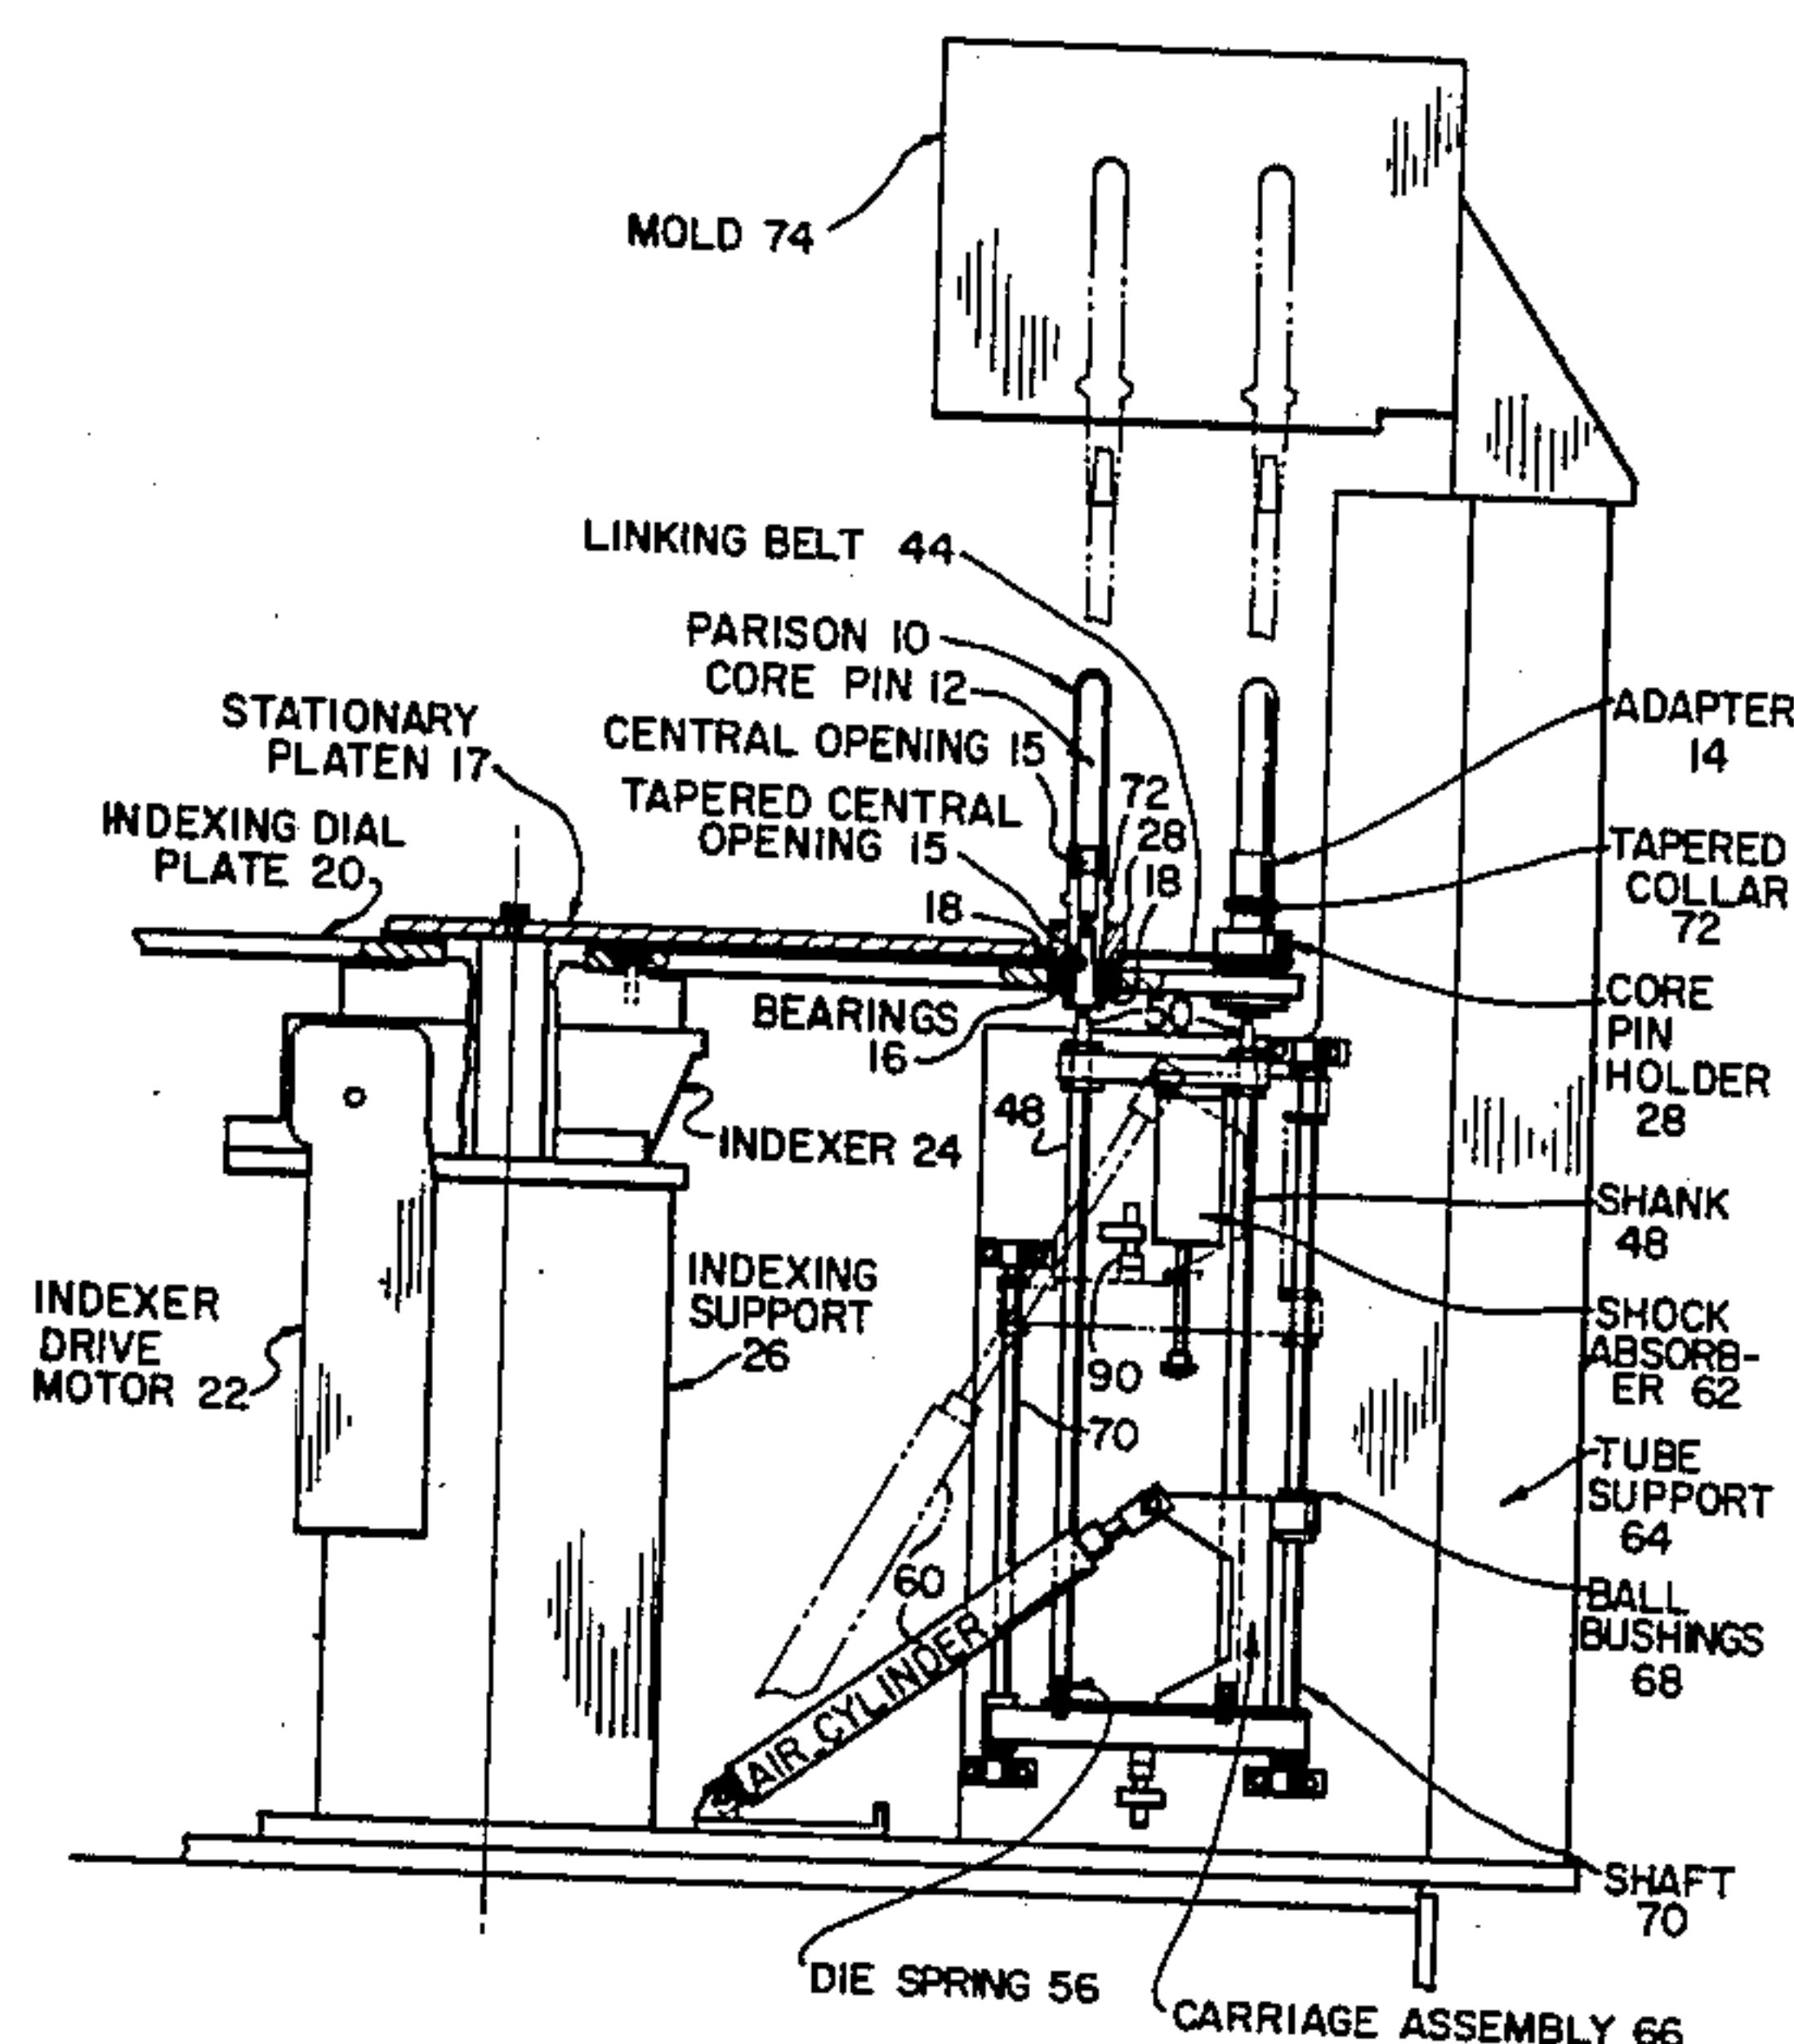 MOLD 74
LINKING BELT 44
PARISON 10
CORE PIN 12
CENTRAL OPENING 15
STATIONARY
PLATEN 17
TAPERED CENTRAL
OPENING 15
72
28
18
18
INDEXING DIAL
PLATE 20
ADAPTER
14
TAPERED
COLLAR
72
BEARINGS
16
50
CORE
PIN
HOLDER
28
48
INDEXER 24
SHANK
48
INDEXING
SUPPORT
26
INDEXER
DRIVE
MOTOR 22
90
70
SHOCK
ABSORB-
ER 62
TUBE
SUPPORT
64
60
AIR CYLINDER
BALL
BUSHINGS
68
SHAFT
70
DIE SPRING 56
CARRIAGE ASSEMBLY 66